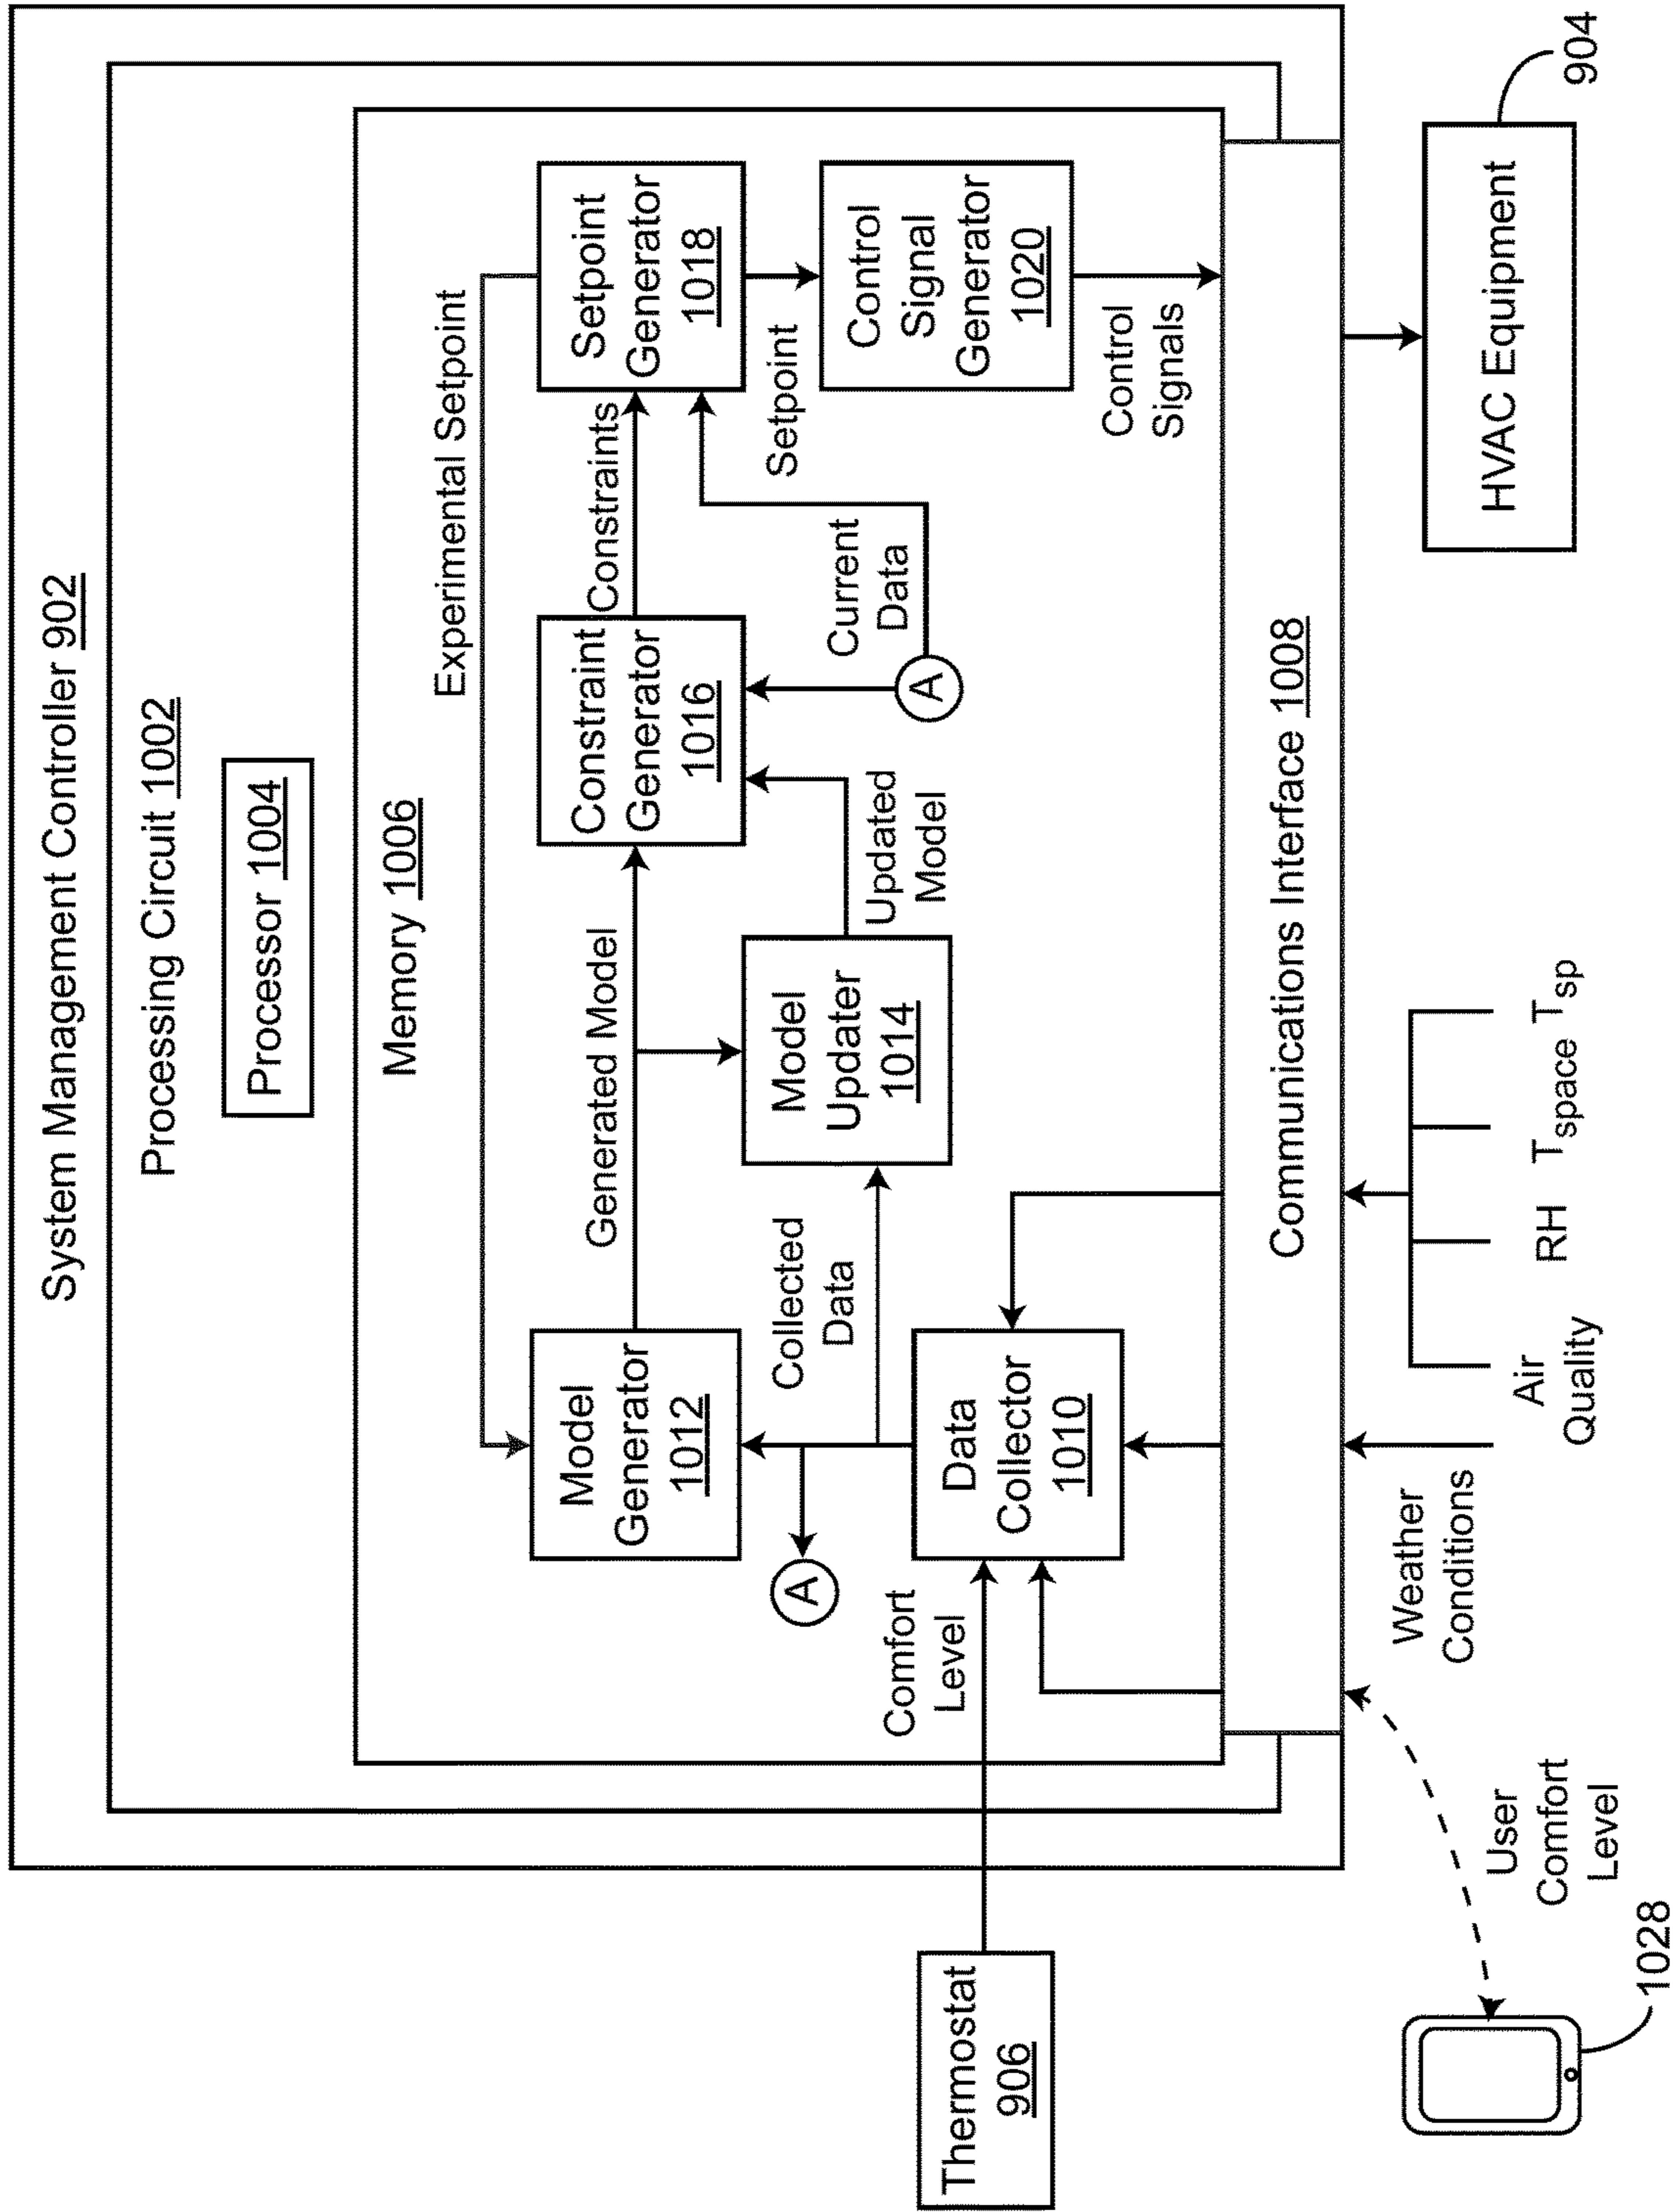 System Management Controller 902
Processing Circuit 1002
Processor 1004
Memory 1006
Experimental Setpoint
Model
Generator
1012
Generated Model
Constraint
Generator
1016
Constraints
Setpoint
Generator
1018
A
Collected
Data
Model
Updater
1014
Updated
Model
A
Current
Data
Setpoint
Control
Signal
Generator
1020
Thermostat
906
Comfort
Level
Data
Collector
1010
Control
Signals
Communications Interface 1008
1028
User
Comfort
Level
Weather
Conditions
Air
Quality
RH
Tspace
Tsp
HVAC Equipment
904